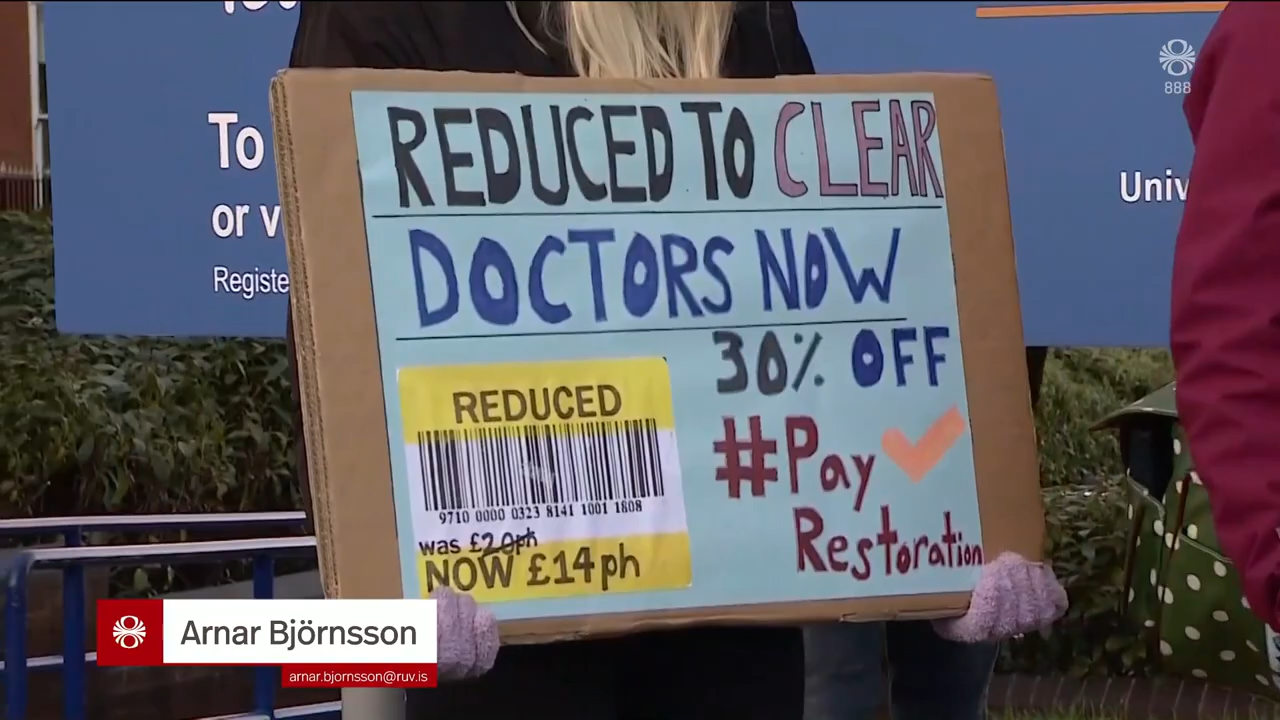 To
or v
Registe
Univ
888
REDUCED TO CLEAR
DOCTORS NOW
30% OFF
#Pay
Restoration
REDUCED
9710 0000 0323 8141 1001 1808
was £20ph
NOW £14ph
Arnar Björnsson
arnar.bjornsson@ruv.is